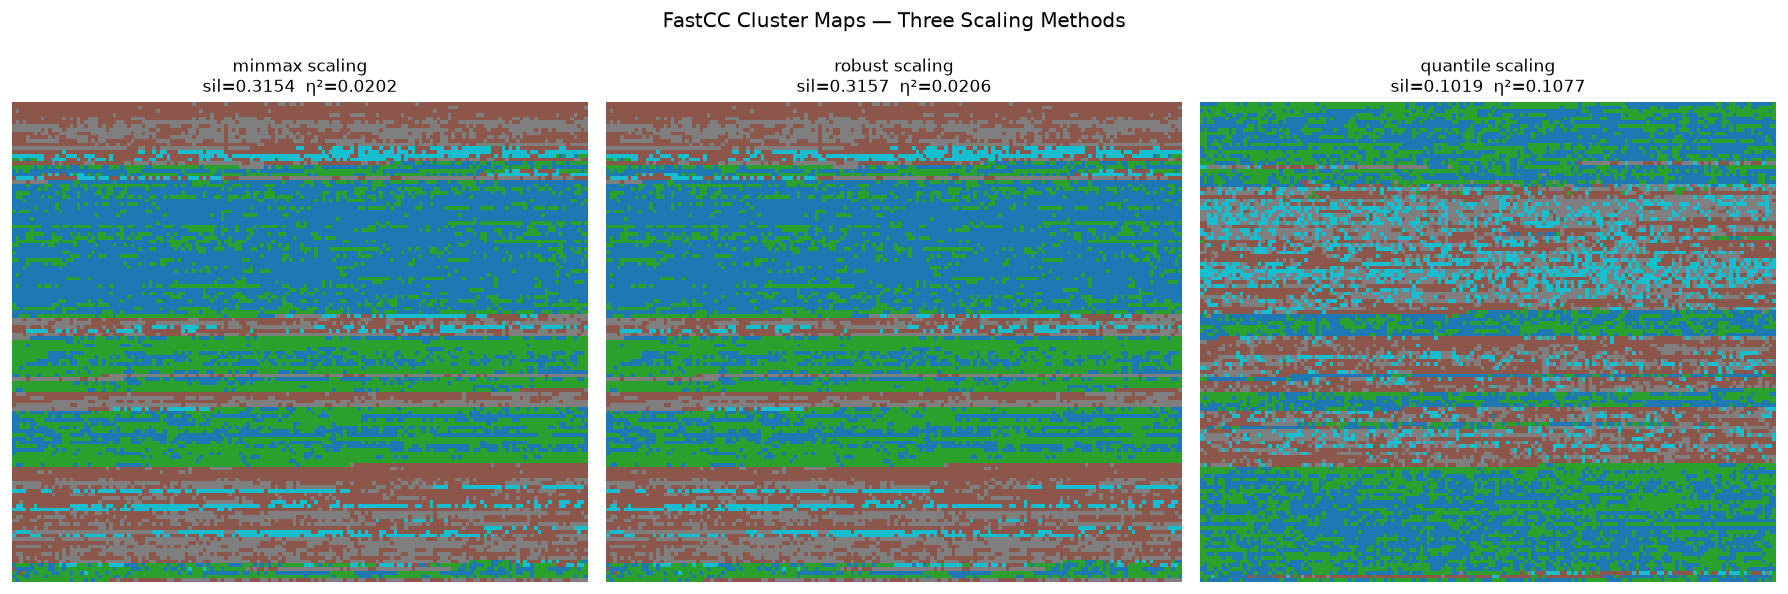 FastCC Cluster Maps — Three Scaling Methods
minmax scaling
sil=0.3154  η²=0.0202
robust scaling
sil=0.3157  η²=0.0206
quantile scaling
sil=0.1019  η²=0.1077